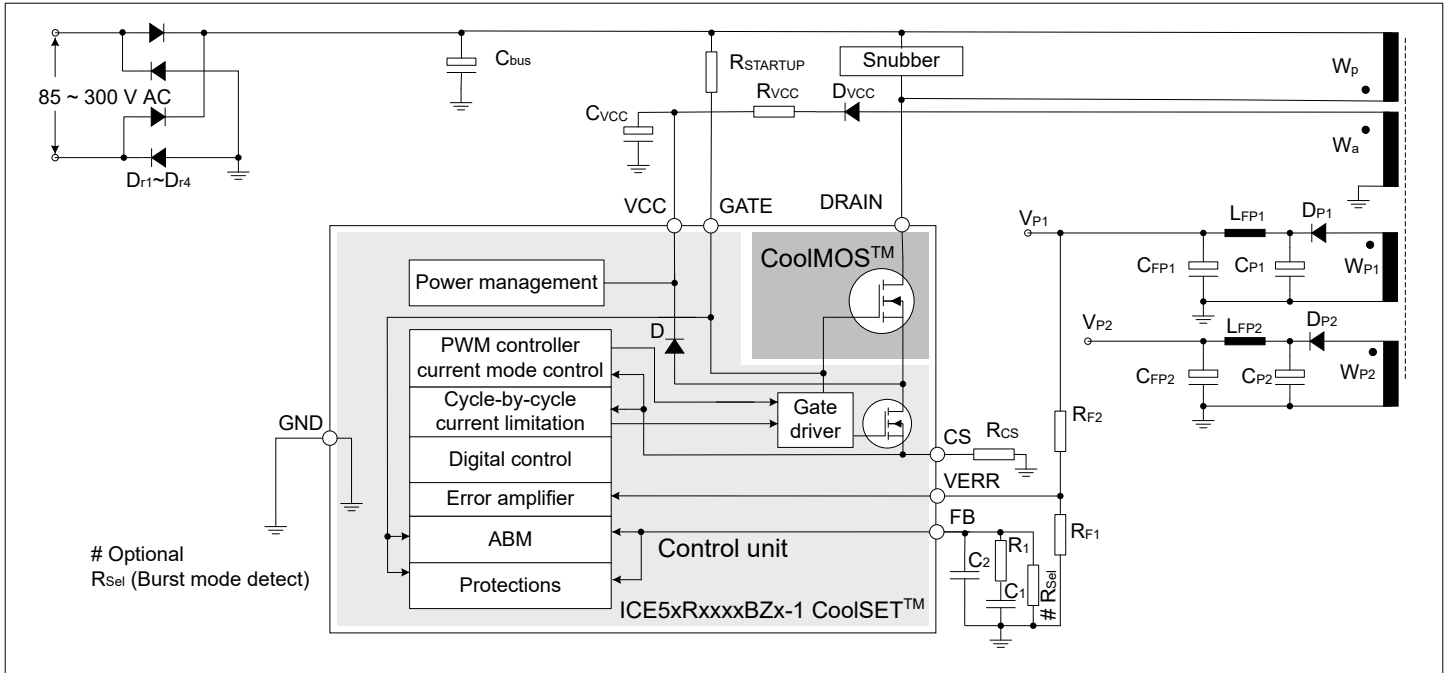 Cbus
RSTARTUP
Snubber
Wp
85 ~ 300 V AC
RVCC
DVCC
CVCC
Wa
Dr1~Dr4
VCC
GATE
DRAIN
VP1
LFP1
DP1
CoolMOS™
CFP1
CP1
WP1
Power management
VP2
LFP2
DP2
D
PWM controller
current mode control
CFP2
CP2
WP2
Cycle-by-cycle
current limitation
Gate
driver
RF2
GND
CS
RCS
Digital control
VERR
Error amplifier
FB
RF1
ABM
Control unit
R1
C2
# Optional
RSel (Burst mode detect)
Protections
C1
# RSel
ICE5xRxxxxBZx-1 CoolSET™